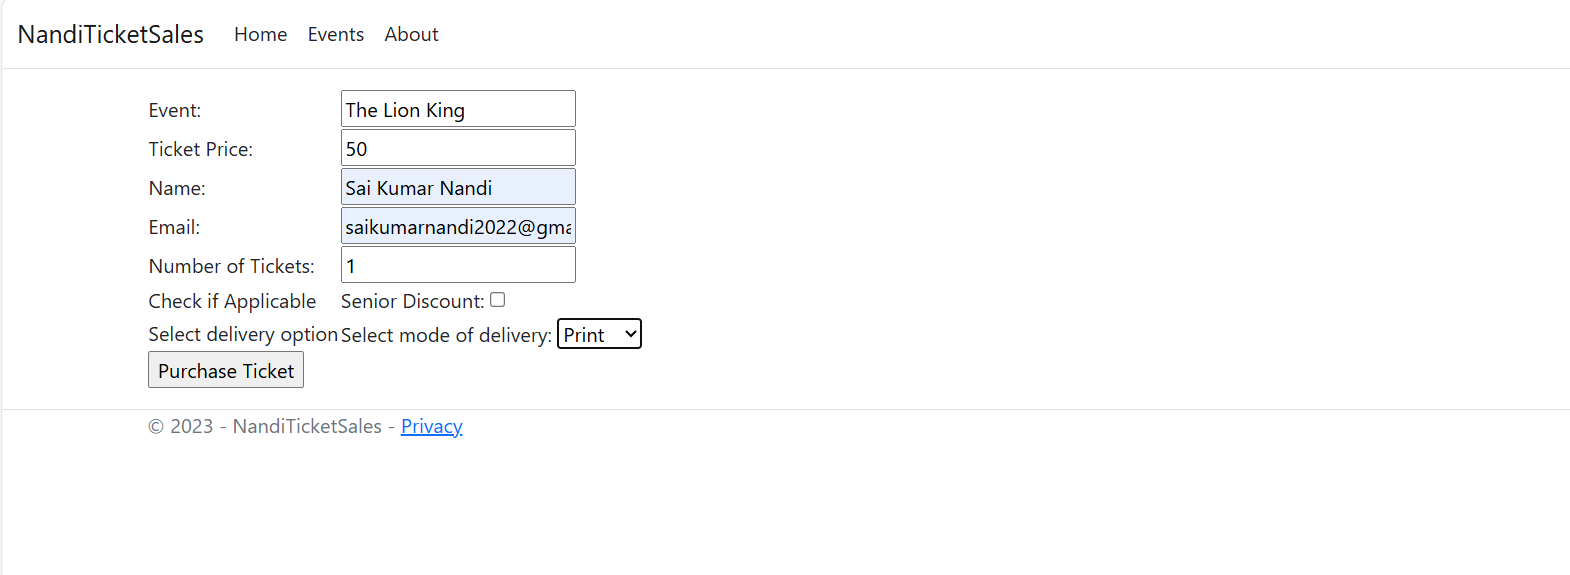 NandiTicketSales Home Events About
Event: The Lion King
Ticket Price: 50
Name: Sai Kumar Nandi
Email: saikumarnandi2022@gma
Number of Tickets: 1
Check if Applicable Senior Discount:
Select delivery option Select mode of delivery: Print
Purchase Ticket
© 2023 - NandiTicketSales - Privacy